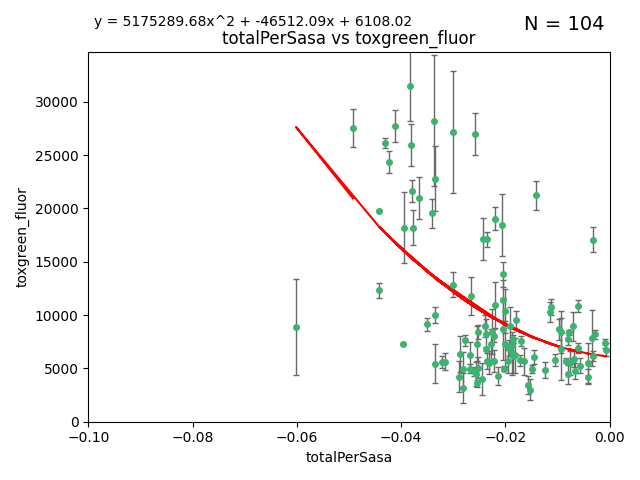 y = 5175289.68x^2 + -46512.09x + 6108.02
N = 104
totalPerSasa vs toxgreen_fluor
toxgreen_fluor
30000
25000
20000
15000
10000
5000
0
−0.10
−0.08
−0.06
−0.04
−0.02
0.00
totalPerSasa